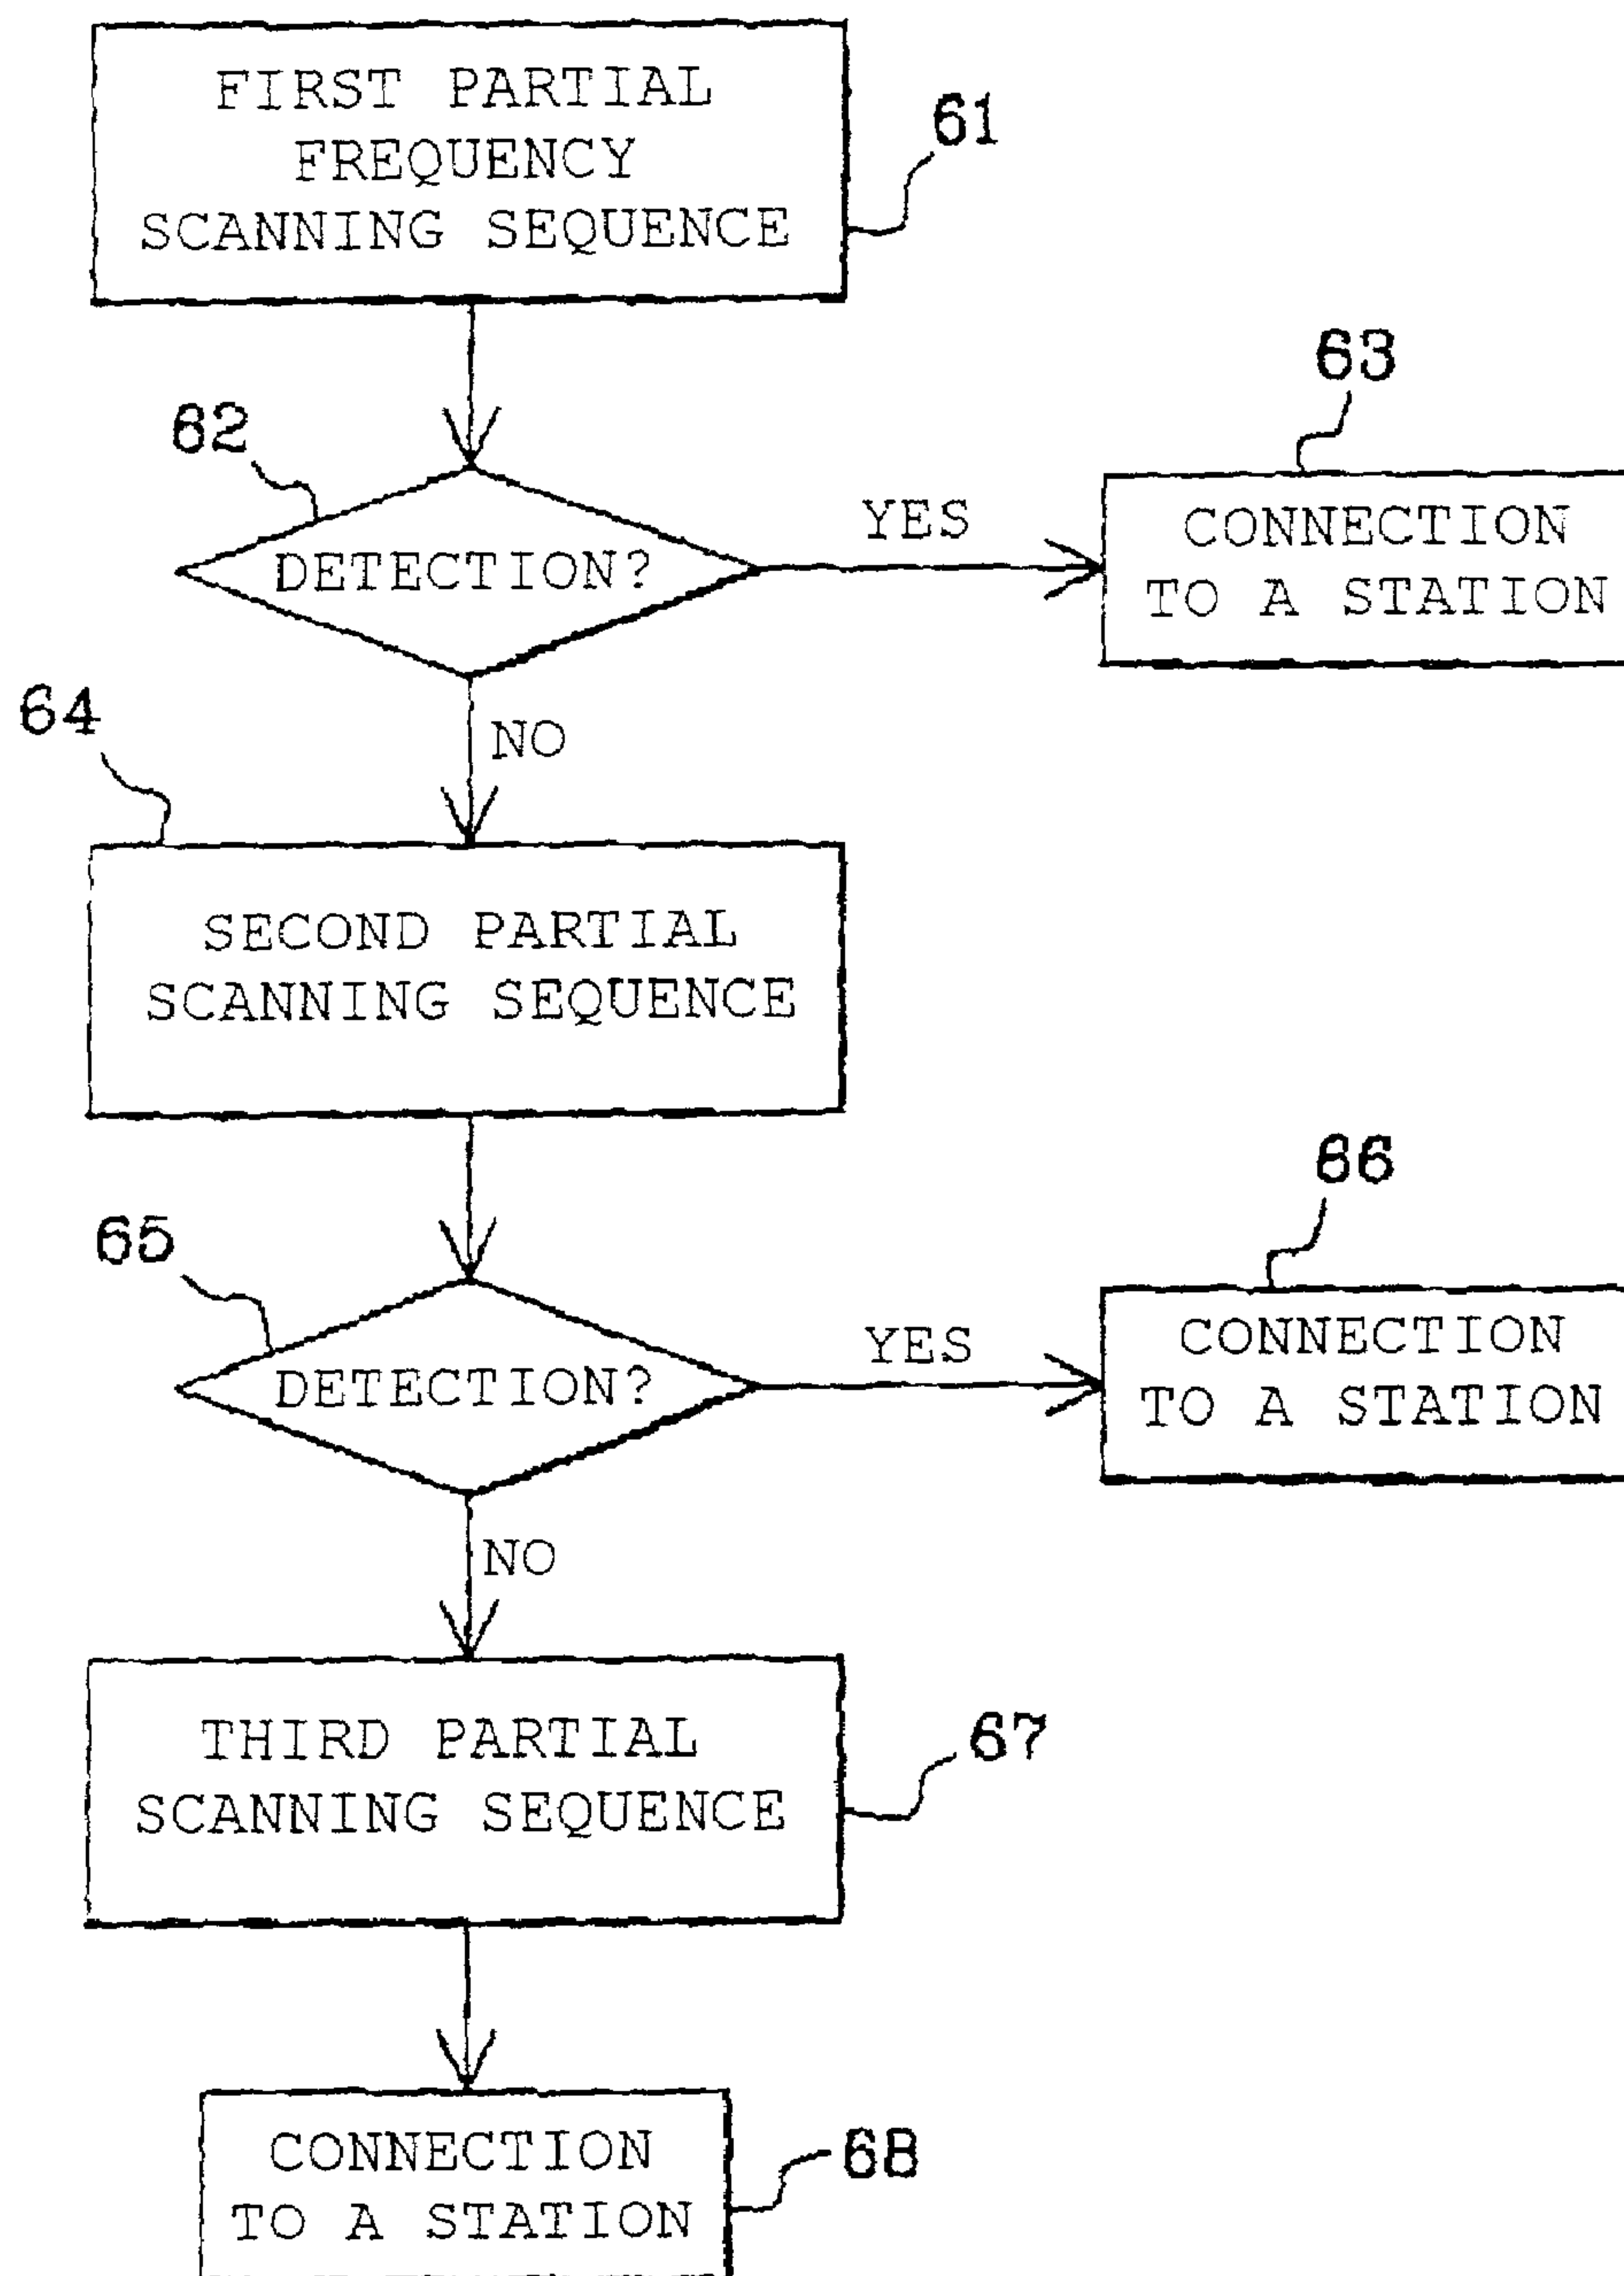 FIRST PARTIAL
FREQUENCY
SCANNING SEQUENCE
61
62
DETECTION?
YES
63
CONNECTION
TO A STATION
NO
64
SECOND PARTIAL
SCANNING SEQUENCE
65
DETECTION?
YES
66
CONNECTION
TO A STATION
NO
THIRD PARTIAL
SCANNING SEQUENCE
67
CONNECTION
TO A STATION
68